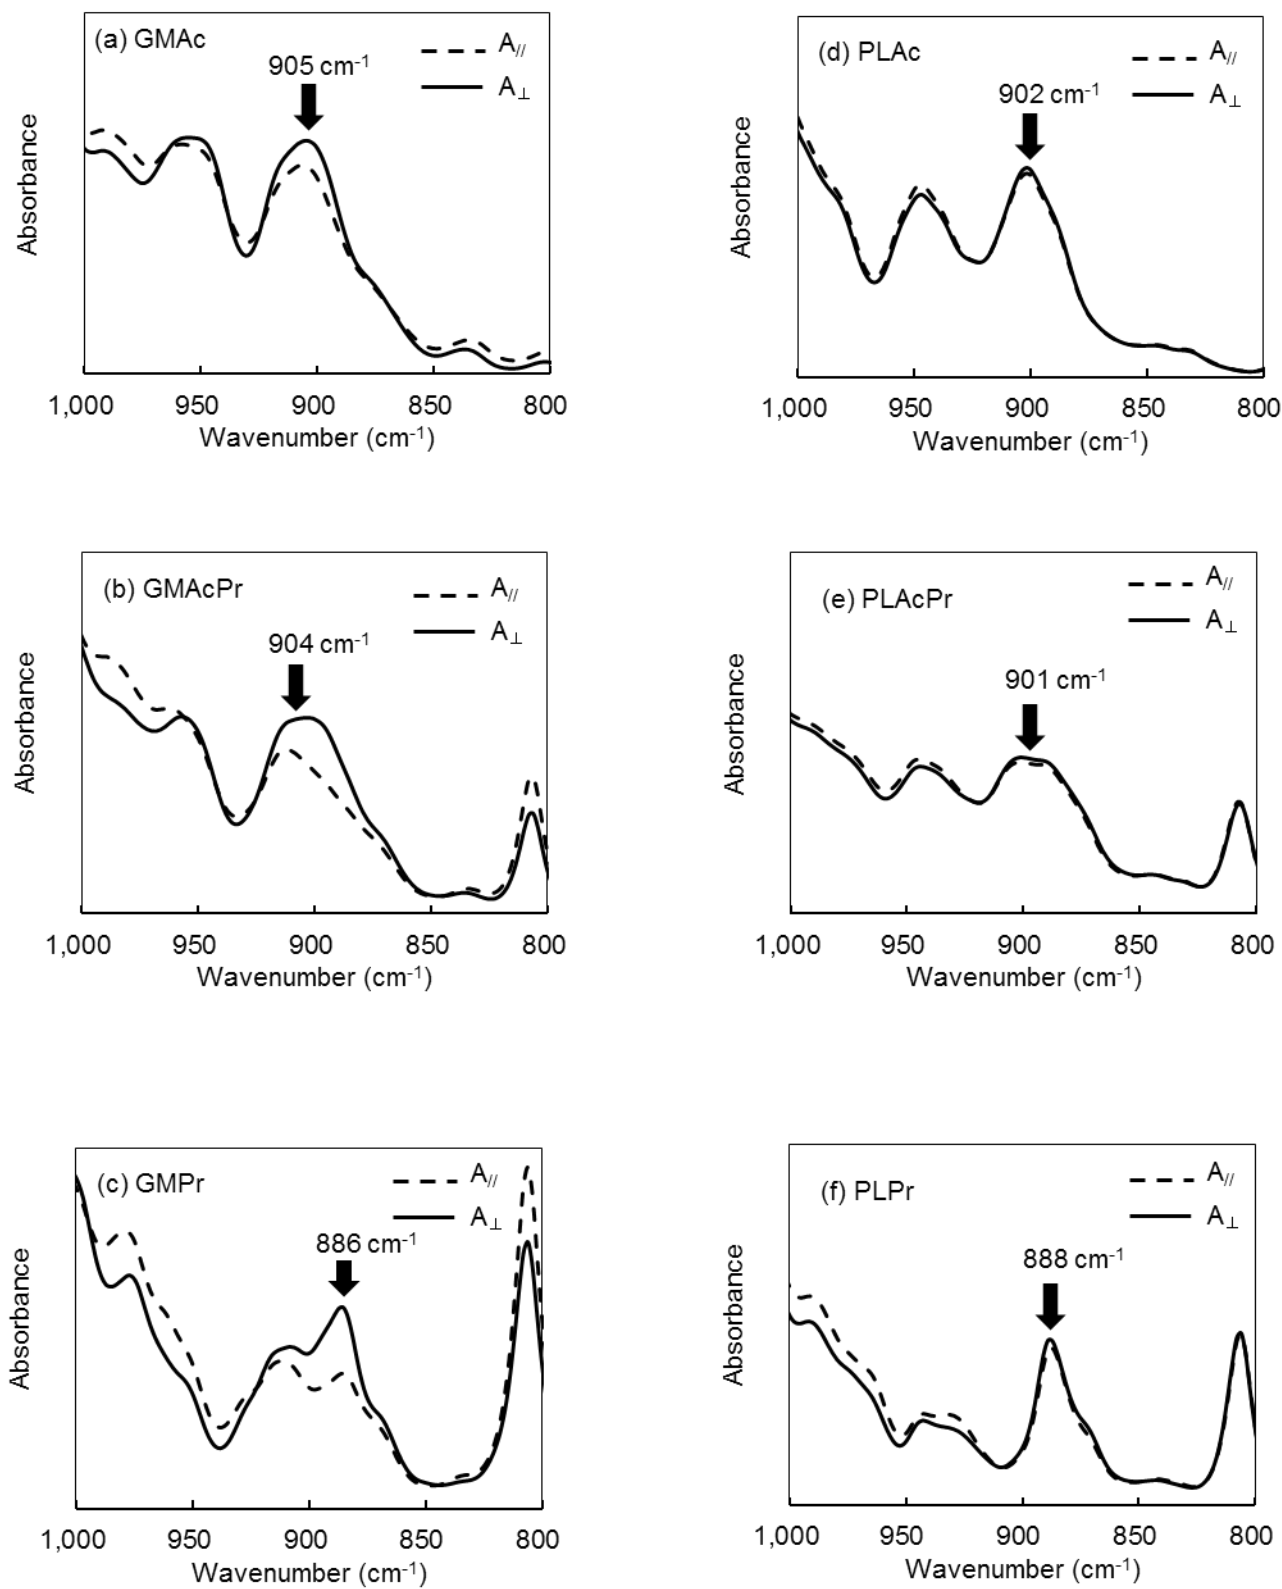 (a) GMAc
A//
905 cm-1
A⊥
Absorbance
1,000 950 900 850 800
Wavenumber (cm-1)
(d) PLAc
A//
902 cm-1
A⊥
Absorbance
1,000 950 900 850 800
Wavenumber (cm-1)
(b) GMAcPr
A//
904 cm-1
A⊥
Absorbance
1,000 950 900 850 800
Wavenumber (cm-1)
(e) PLAcPr
A//
A⊥
901 cm-1
Absorbance
1,000 950 900 850 800
Wavenumber (cm-1)
(c) GMPr
A//
A⊥
886 cm-1
Absorbance
1,000 950 900 850 800
Wavenumber (cm-1)
(f) PLPr
A//
A⊥
888 cm-1
Absorbance
1,000 950 900 850 800
Wavenumber (cm-1)